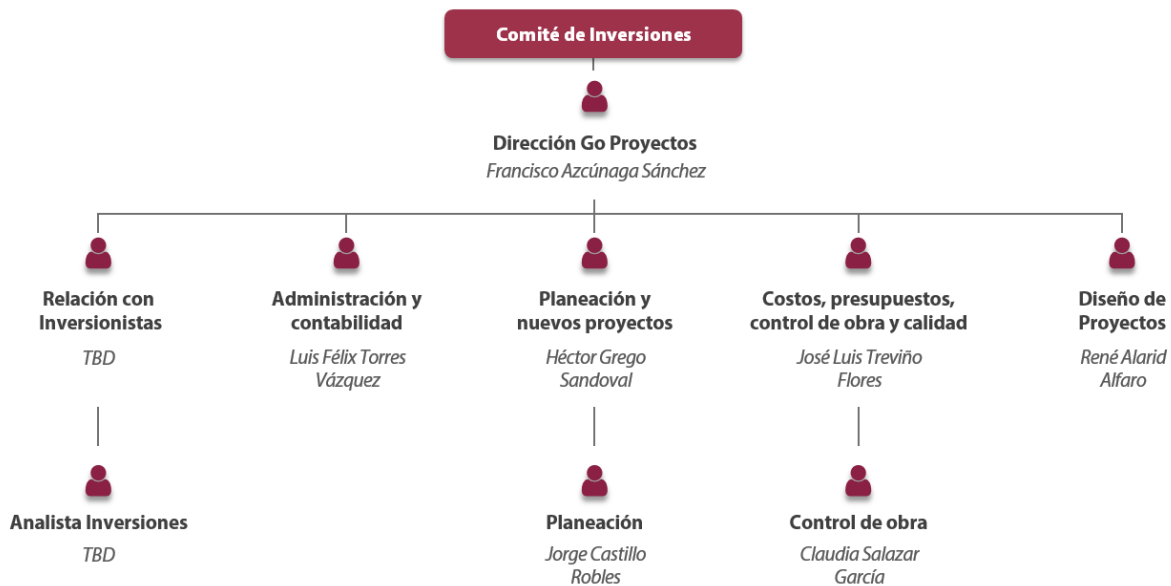 Comité de Inversiones
Dirección Go Proyectos
Francisco Azcúnaga Sánchez
Relación con
Inversionistas
TBD
Administración y
contabilidad
Luis Félix Torres
Vázquez
Planeación y
nuevos proyectos
Héctor Grego
Sandoval
Costos, presupuestos,
control de obra y calidad
José Luis Treviño
Flores
Diseño de
Proyectos
René Alarid
Alfaro
Analista Inversiones
TBD
Planeación
Jorge Castillo
Robles
Control de obra
Claudia Salazar
García